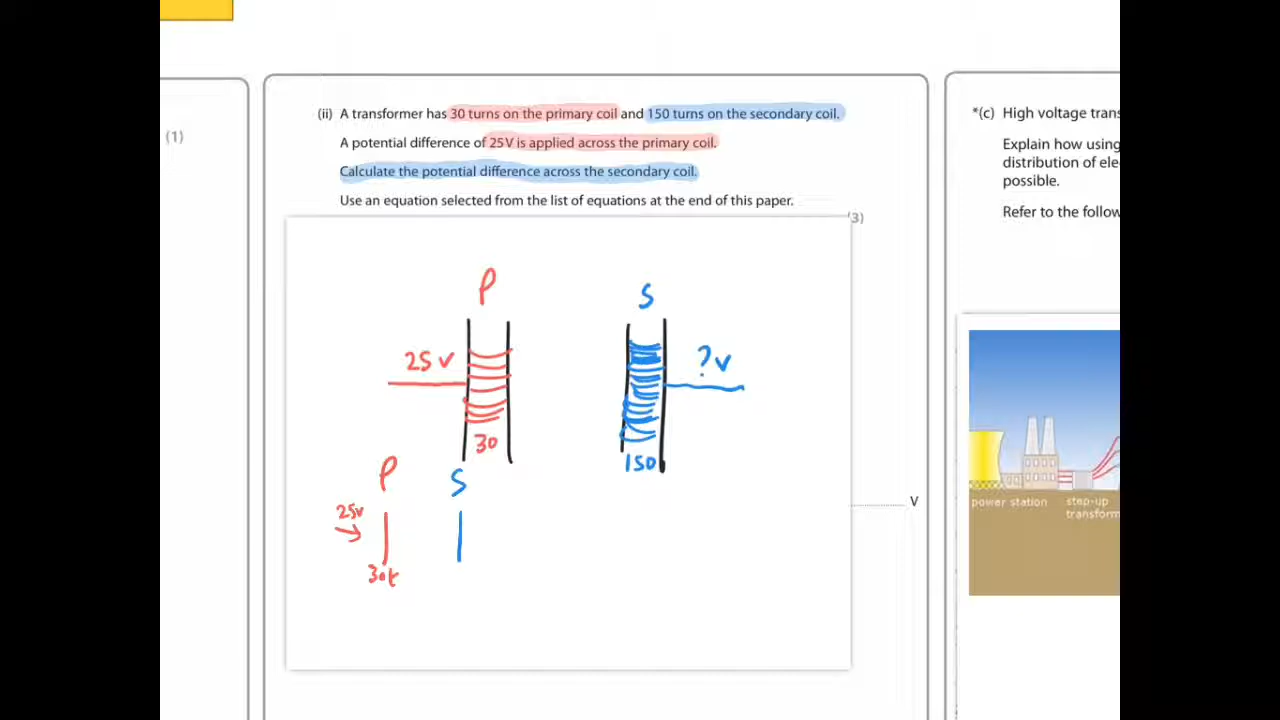 (1)
(ii) A transformer has 30 turns on the primary coil and 150 turns on the secondary coil.
A potential difference of 25V is applied across the primary coil.
Calculate the potential difference across the secondary coil.
Use an equation selected from the list of equations at the end of this paper.
(3)
P
S
25 V
?V
30
150
P
S
25V
30t
V
*(c) High voltage trans
Explain how using
distribution of ele
possible.
Refer to the follow
power station
step-up
transform